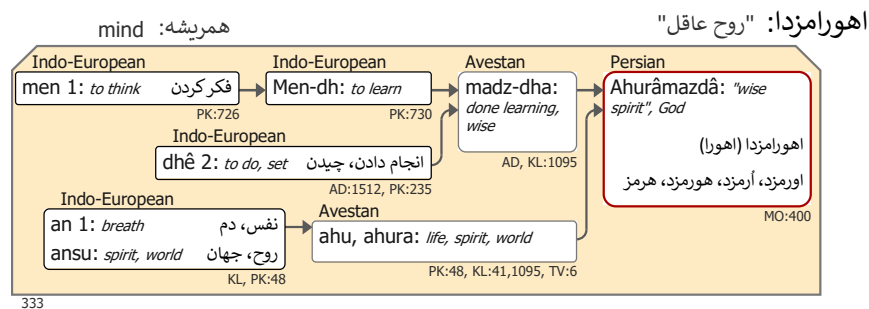 اهورامزدا: "روح عاقل"
همریشه: mind
Indo-European
men 1: to think فکر کردن
PK:726
Indo-European
Men-dh: to learn
PK:730
Avestan
madz-dha:
done learning,
wise
AD, KL:1095
Persian
Ahurâmazdâ: "wise
spirit", God
اهورامزدا (اهورا)
اورمزد، اُرمزد، هورمزد، هرمز
MO:400
Indo-European
dhê 2: to do, set انجام دادن، چیدن
AD:1512, PK:235
Indo-European
an 1: breath نفس، دم
ansu: spirit, world روح، جهان
KL, PK:48
Avestan
ahu, ahura: life, spirit, world
PK:48, KL:41,1095, TV:6
333